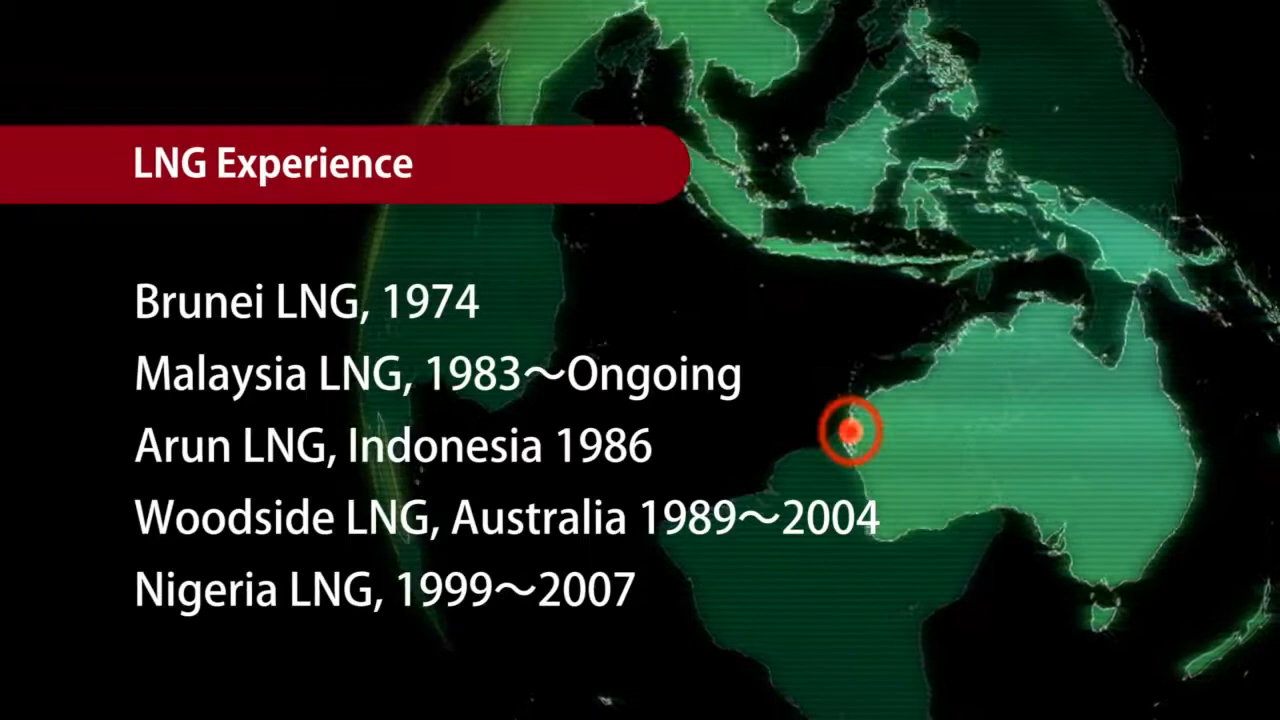 LNG Experience
Brunei LNG, 1974
Malaysia LNG, 1983～Ongoing
Arun LNG, Indonesia 1986
Woodside LNG, Australia 1989～2004
Nigeria LNG, 1999～2007